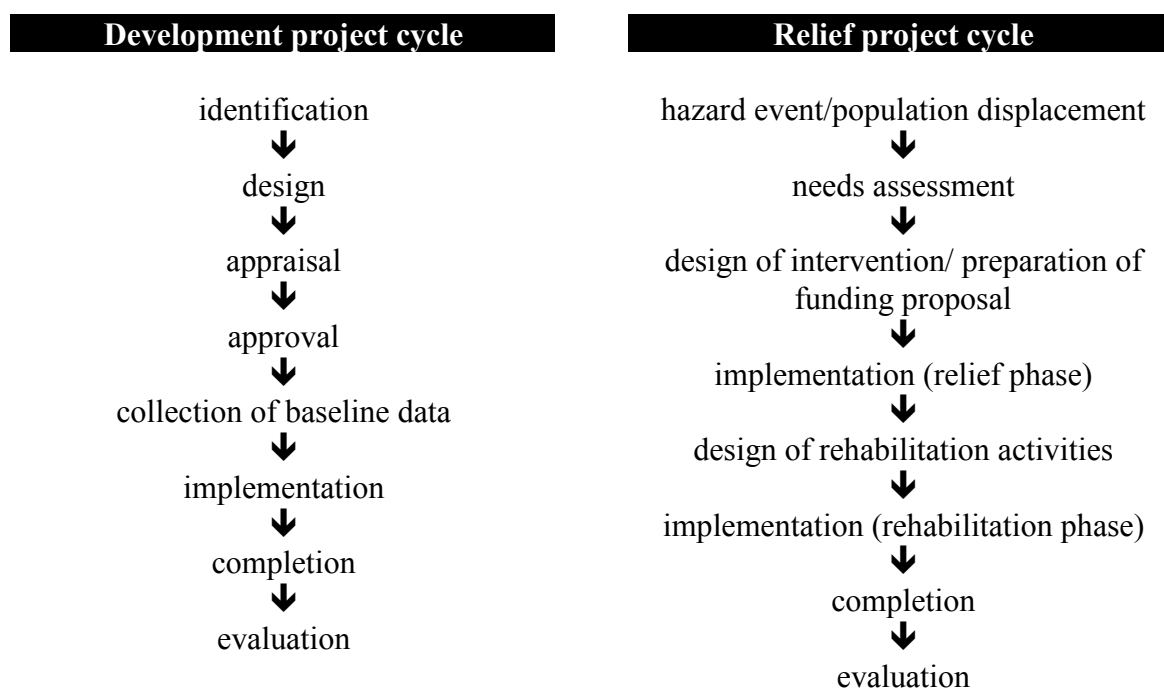 Development project cycle
identification
design
appraisal
approval
collection of baseline data
implementation
completion
evaluation
Relief project cycle
hazard event/population displacement
needs assessment
design of intervention/ preparation of
funding proposal
implementation (relief phase)
design of rehabilitation activities
implementation (rehabilitation phase)
completion
evaluation